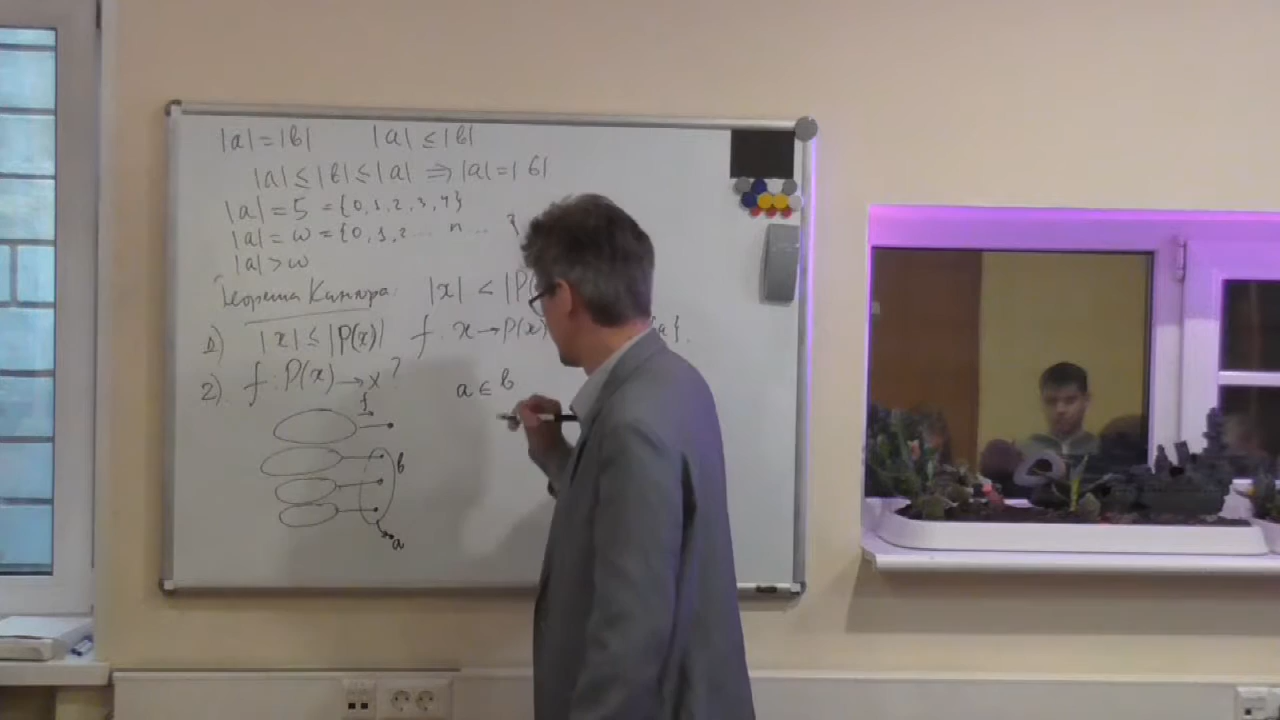 |a|=|b| |a|≤|b|
|a|≤|b|≤|a| ⇒|a|=|b|
|a|=5 ={0,1,2,3,4}
|a|=ω={0,1,2... n ... }
|a|>ω
Теорема Кантора: |x| < |P(
1) |x|≤|P(x)| f: x→P(x) {a}.
2). f: P(x)→x?
a∈b
f
b
a